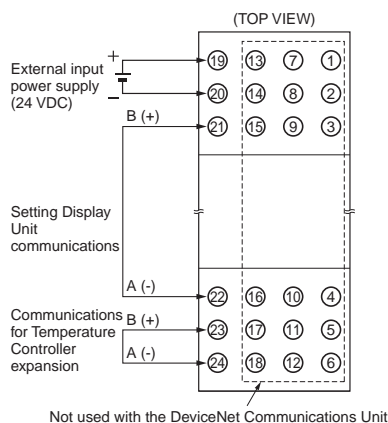 (TOP VIEW)
+
External input
power supply
(24 VDC)
−
19 13 7 1
20 14 8 2
B (+)
21 15 9 3
Setting Display
Unit
communications
A (-)
22 16 10 4
Communications
for Temperature
Controller
expansion
B (+)
23 17 11 5
A (-)
24 18 12 6
Not used with the DeviceNet Communications Unit